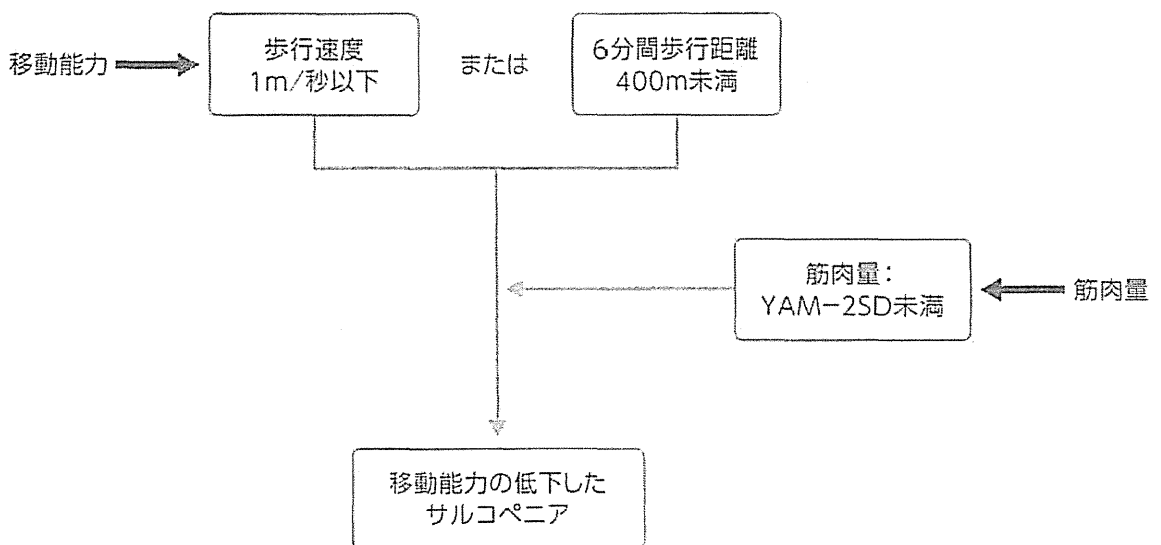 移動能力
歩行速度
1m/秒以下
または
6分間歩行距離
400m未満
筋肉量：
YAM−2SD未満
筋肉量
移動能力の低下した
サルコペニア